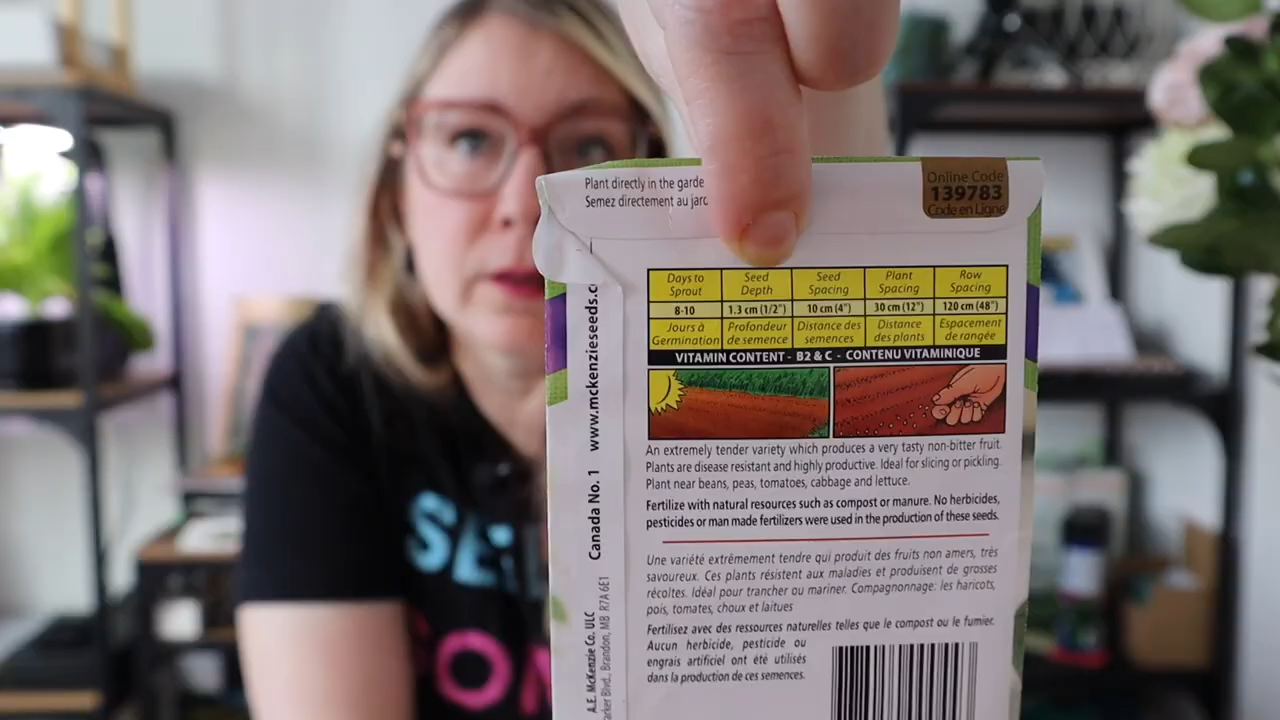 Plant directly in the garde
Semez directement au jarc
Online Code
139783
Code en Ligne
Days to Sprout
Seed Depth
Seed Spacing
Plant Spacing
Row Spacing
8-10
1.3 cm (1/2")
10 cm (4")
30 cm (12")
120 cm (48")
Jours à Germination
Profondeur de semence
Distance des semences
Distance des plants
Espacement de rangée
VITAMIN CONTENT - B2 & C - CONTENU VITAMINIQUE
An extremely tender variety which produces a very tasty non-bitter fruit.
Plants are disease resistant and highly productive. Ideal for slicing or pickling.
Plant near beans, peas, tomatoes, cabbage and lettuce.
Fertilize with natural resources such as compost or manure. No herbicides,
pesticides or man made fertilizers were used in the production of these seeds.
Une variété extrêmement tendre qui produit des fruits non amers, très
savoureux. Ces plants résistent aux maladies et produisent de grosses
récoltes. Idéal pour trancher ou mariner. Compagnonnage: les haricots,
pois, tomates, choux et laitues
Fertilisez avec des ressources naturelles telles que le compost ou le fumier.
Aucun herbicide, pesticide ou
engrais artificiel ont été utilisés
dans la production de ces semences.
Canada No. 1 www.mckenzieseeds.c
A.E. McKenzie Co. ULC
arker Blvd., Brandon, MB R7A 6E1